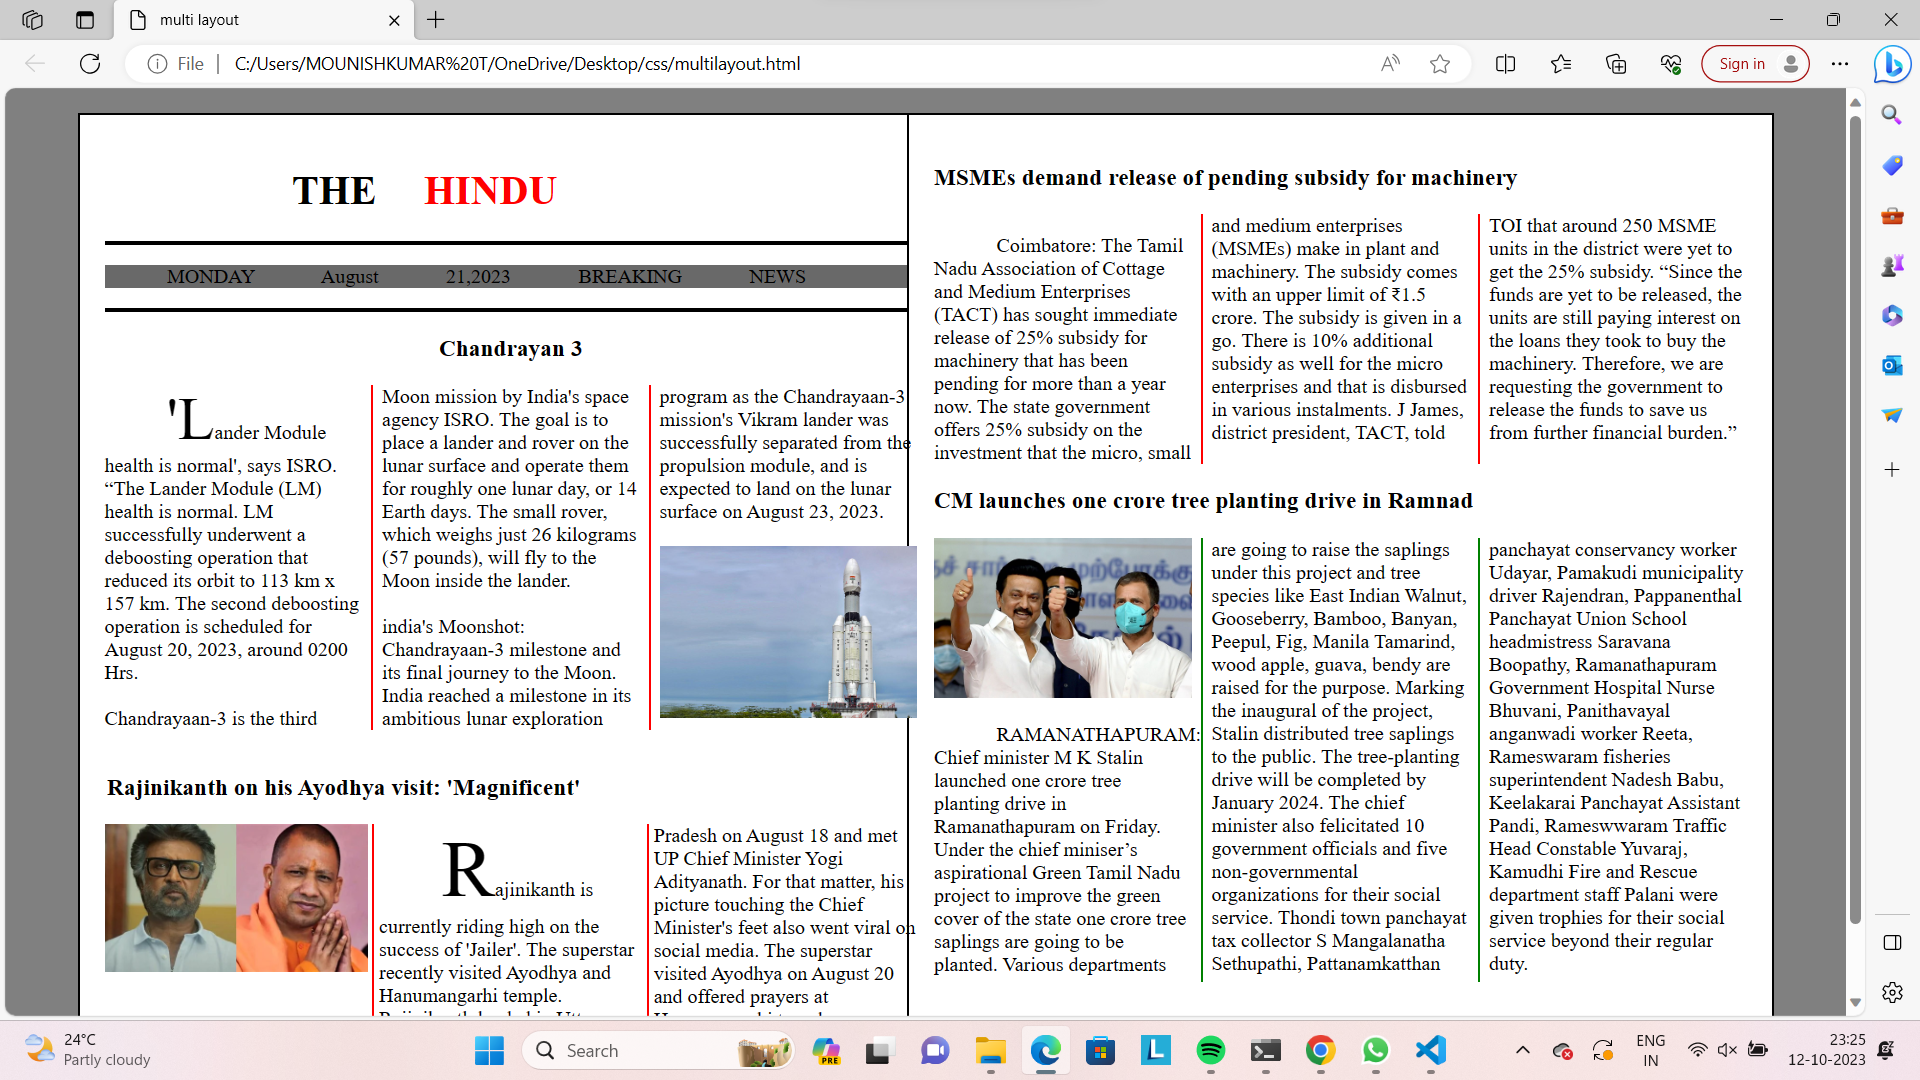 multi layout
File
C:/Users/MOUNISHKUMAR%20T/OneDrive/Desktop/css/multilayout.html
Sign in
THE HINDU
MONDAY August 21,2023 BREAKING NEWS
Chandrayan 3
'Lander Module
health is normal', says ISRO.
“The Lander Module (LM)
health is normal. LM
successfully underwent a
deboosting operation that
reduced its orbit to 113 km x
157 km. The second deboosting
operation is scheduled for
August 20, 2023, around 0200
Hrs.
Chandrayaan-3 is the third
Moon mission by India's space
agency ISRO. The goal is to
place a lander and rover on the
lunar surface and operate them
for roughly one lunar day, or 14
Earth days. The small rover,
which weighs just 26 kilograms
(57 pounds), will fly to the
Moon inside the lander.
india's Moonshot:
Chandrayaan-3 milestone and
its final journey to the Moon.
India reached a milestone in its
ambitious lunar exploration
program as the Chandrayaan-3
mission's Vikram lander was
successfully separated from the
propulsion module, and is
expected to land on the lunar
surface on August 23, 2023.
Rajinikanth on his Ayodhya visit: 'Magnificent'
Rajinikanth is
currently riding high on the
success of 'Jailer'. The superstar
recently visited Ayodhya and
Hanumangarhi temple.
Pradesh on August 18 and met
UP Chief Minister Yogi
Adityanath. For that matter, his
picture touching the Chief
Minister's feet also went viral on
social media. The superstar
visited Ayodhya on August 20
and offered prayers at
MSMEs demand release of pending subsidy for machinery
Coimbatore: The Tamil
Nadu Association of Cottage
and Medium Enterprises
(TACT) has sought immediate
release of 25% subsidy for
machinery that has been
pending for more than a year
now. The state government
offers 25% subsidy on the
investment that the micro, small
and medium enterprises
(MSMEs) make in plant and
machinery. The subsidy comes
with an upper limit of ₹1.5
crore. The subsidy is given in a
go. There is 10% additional
subsidy as well for the micro
enterprises and that is disbursed
in various instalments. J James,
district president, TACT, told
TOI that around 250 MSME
units in the district were yet to
get the 25% subsidy. “Since the
funds are yet to be released, the
units are still paying interest on
the loans they took to buy the
machinery. Therefore, we are
requesting the government to
release the funds to save us
from further financial burden.”
CM launches one crore tree planting drive in Ramnad
RAMANATHAPURAM:
Chief minister M K Stalin
launched one crore tree
planting drive in
Ramanathapuram on Friday.
Under the chief miniser’s
aspirational Green Tamil Nadu
project to improve the green
cover of the state one crore tree
saplings are going to be
planted. Various departments
are going to raise the saplings
under this project and tree
species like East Indian Walnut,
Gooseberry, Bamboo, Banyan,
Peepul, Fig, Manila Tamarind,
wood apple, guava, bendy are
raised for the purpose. Marking
the inaugural of the project,
Stalin distributed tree saplings
to the public. The tree-planting
drive will be completed by
January 2024. The chief
minister also felicitated 10
government officials and five
non-governmental
organizations for their social
service. Thondi town panchayat
tax collector S Mangalanatha
Sethupathi, Pattanamkatthan
panchayat conservancy worker
Udayar, Pamakudi municipality
driver Rajendran, Pappanenthal
Panchayat Union School
headmistress Saravana
Boopathy, Ramanathapuram
Government Hospital Nurse
Bhuvani, Panithavayal
anganwadi worker Reeta,
Rameswaram fisheries
superintendent Nadesh Babu,
Keelakarai Panchayat Assistant
Pandi, Rameswwaram Traffic
Head Constable Yuvaraj,
Kamudhi Fire and Rescue
department staff Palani were
given trophies for their social
service beyond their regular
duty.
24°C
Partly cloudy
Search
PRE
ENG
IN
23:25
12-10-2023